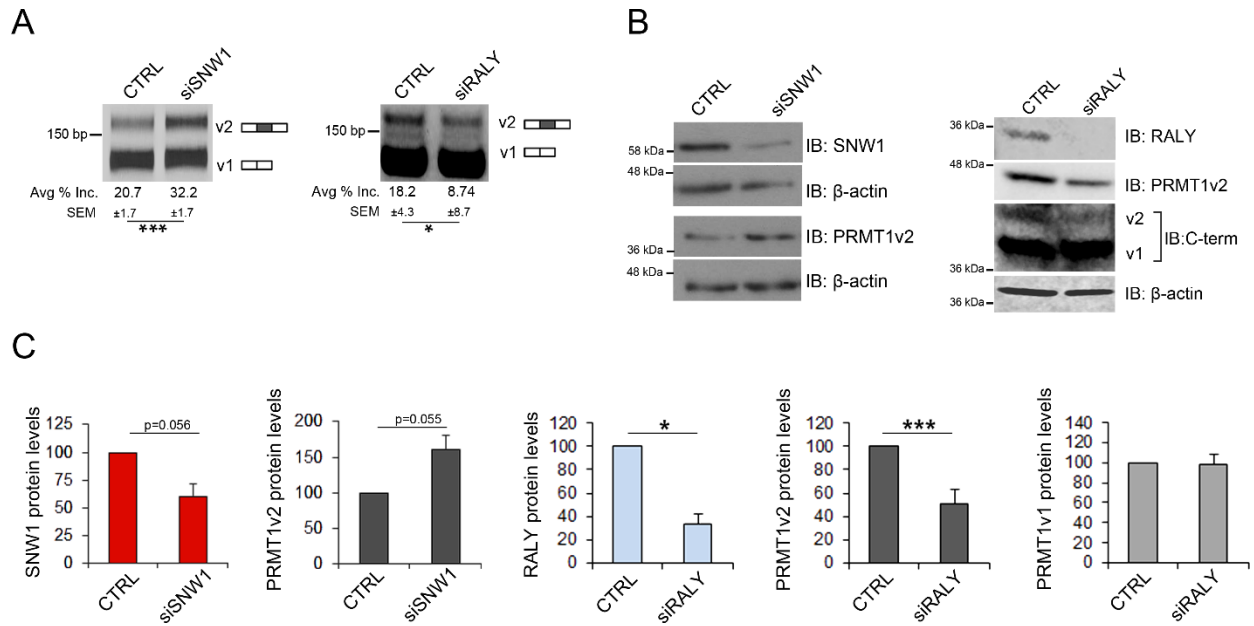 A
CTRL
siSNW1
150 bp
v2
v1
Avg % Inc. 20.7 32.2
SEM ±1.7 ±1.7
***
CTRL
siRALY
150 bp
v2
v1
Avg % Inc. 18.2 8.74
SEM ±4.3 ±8.7
*
B
CTRL
siSNW1
58 kDa
IB: SNW1
48 kDa
IB: β-actin
IB: PRMT1v2
36 kDa
48 kDa
IB: β-actin
CTRL
siRALY
36 kDa
IB: RALY
48 kDa
IB: PRMT1v2
v2
IB:C-term
v1
36 kDa
IB: β-actin
36 kDa
C
SNW1 protein levels
125
100
75
50
25
0
p=0.056
CTRL
siSNW1
PRMT1v2 protein levels
200
150
100
50
0
p=0.055
CTRL
siSNW1
RALY protein levels
120
100
80
60
40
20
0
*
CTRL
siRALY
PRMT1v2 protein levels
120
100
80
60
40
20
0
***
CTRL
siRALY
PRMT1v1 protein levels
140
120
100
80
60
40
20
0
CTRL
siRALY